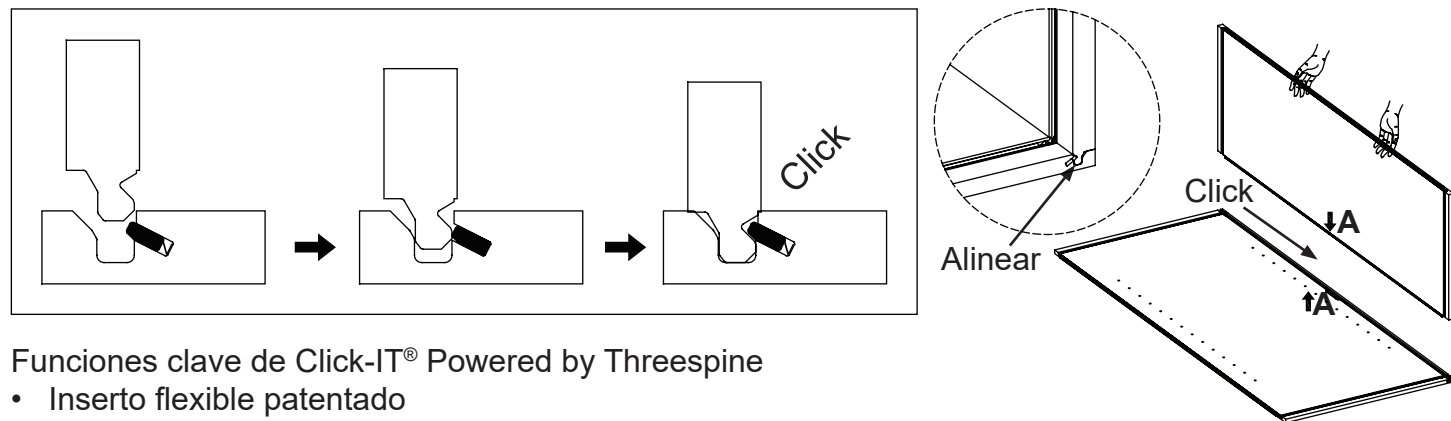 Click
Click
A
Alinear
A
Funciones clave de Click-IT® Powered by Threespine
• Inserto flexible patentado